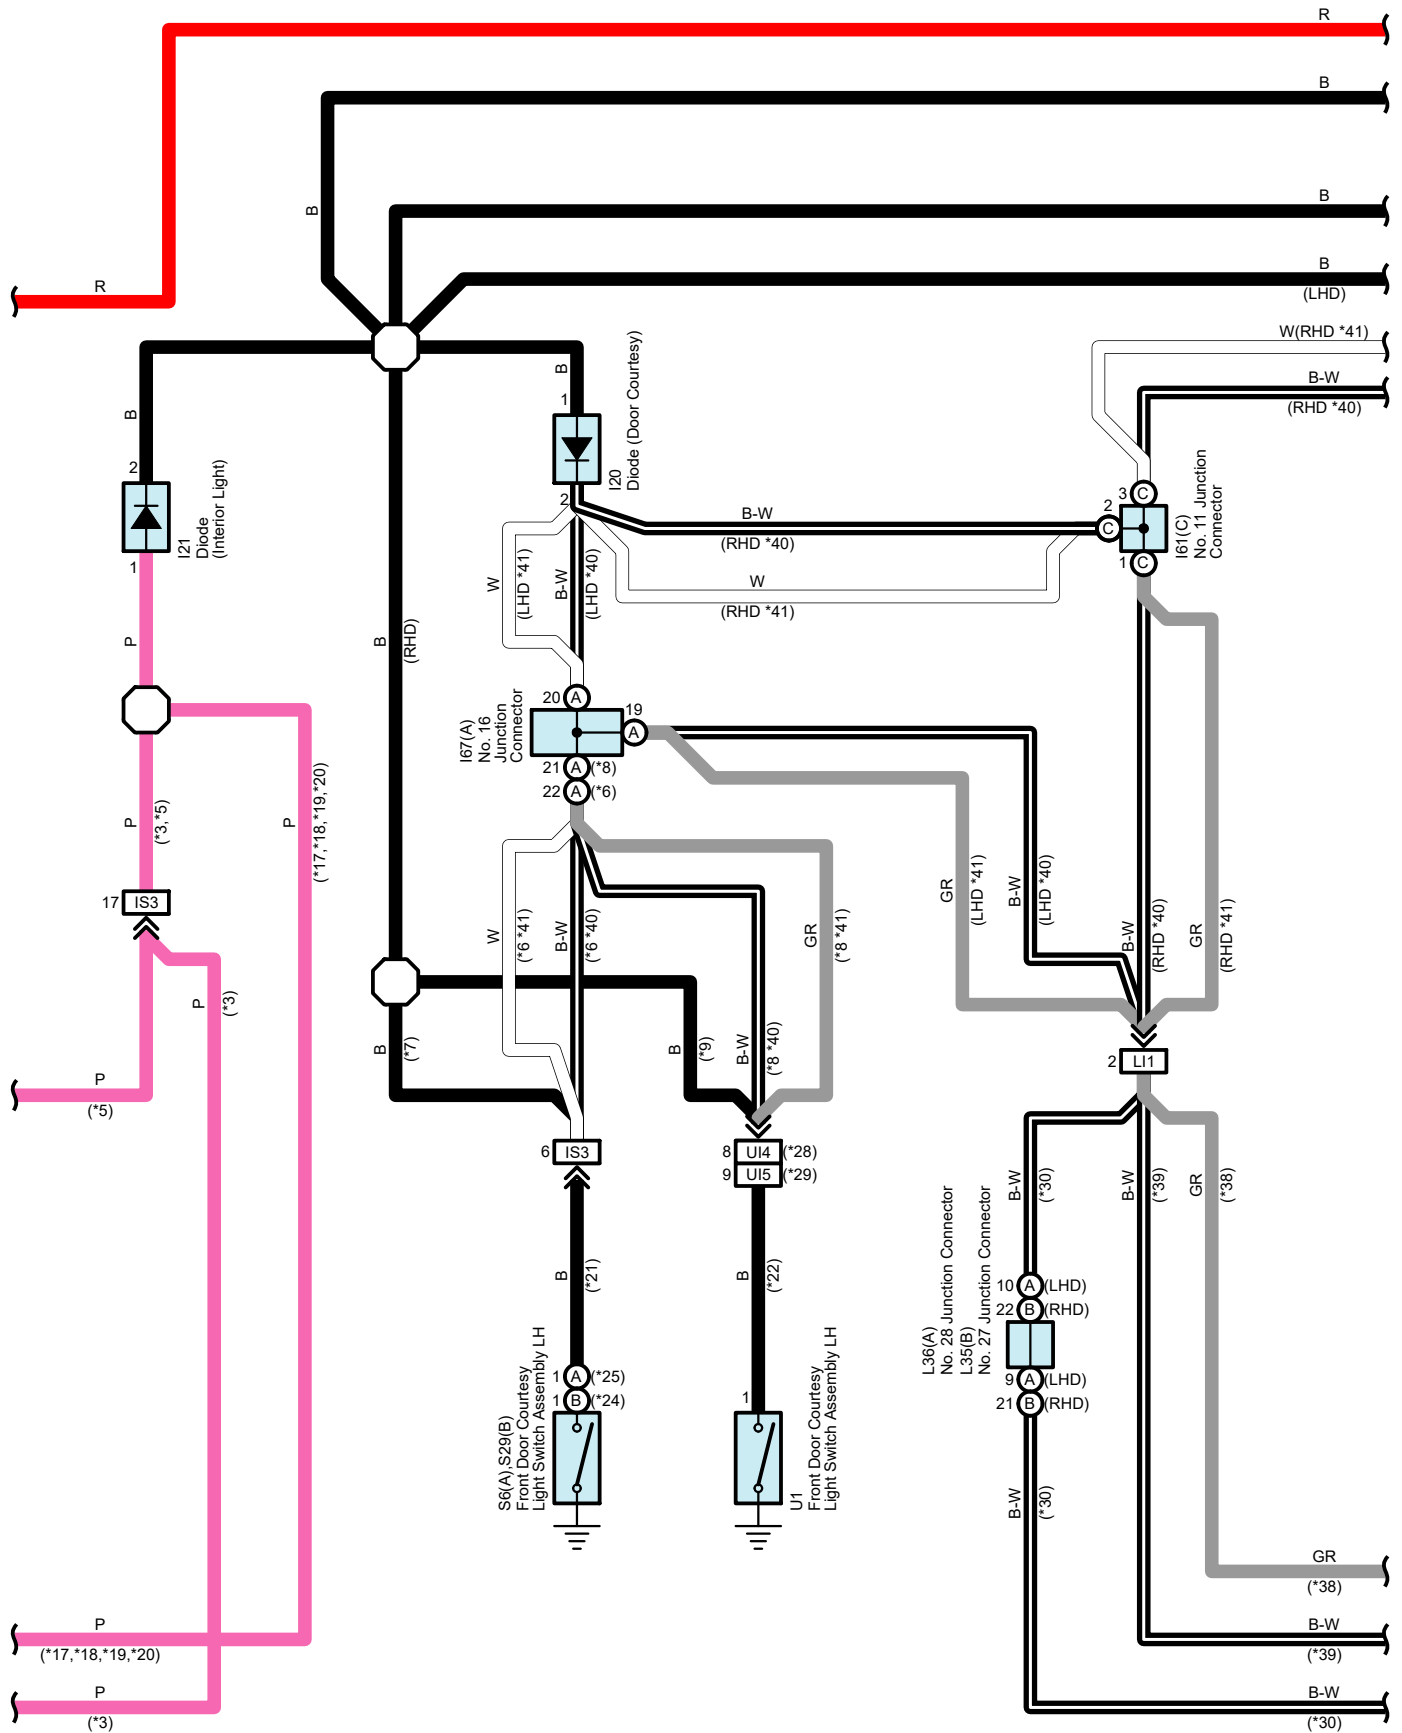 R
B
B
B
R
B
(LHD)
W(RHD *41)
B-W
(RHD *40)
B
1
I20
Diode (Door Courtesy)
2
B
2
I21
Diode
(Interior Light)
1
3
C
2
C
1
C
I61(C)
No. 11 Junction
Connector
B-W
(RHD *40)
W
(RHD *41)
W
(LHD *41)
B-W
(LHD *40)
P
B
(RHD)
20
A
19
A
I67(A)
No. 16
Junction
Connector
21
A
(*8)
22
A
(*6)
P
(*3,*5)
P
(*17,*18,*19,*20)
17
IS3
W
(*6 *41)
B-W
(*6 *40)
GR
(*8 *41)
GR
(LHD *41)
B-W
(LHD *40)
B-W
(RHD *40)
GR
(RHD *41)
P
(*3)
B
(*7)
B
(*9)
B-W
(*8 *40)
2
LI1
P
(*5)
6
IS3
8
UI4
(*28)
9
UI5
(*29)
B-W
(*30)
B-W
(*39)
GR
(*38)
B
(*21)
B
(*22)
L36(A)
No. 28 Junction Connector
L35(B)
No. 27 Junction Connector
10
A
(LHD)
22
B
(RHD)
9
A
(LHD)
21
B
(RHD)
1
A
(*25)
1
B
(*24)
S6(A),S29(B)
Front Door Courtesy
Light Switch Assembly LH
1
U1
Front Door Courtesy
Light Switch Assembly LH
B-W
(*30)
GR
(*38)
P
(*17,*18,*19,*20)
B-W
(*39)
P
(*3)
B-W
(*30)